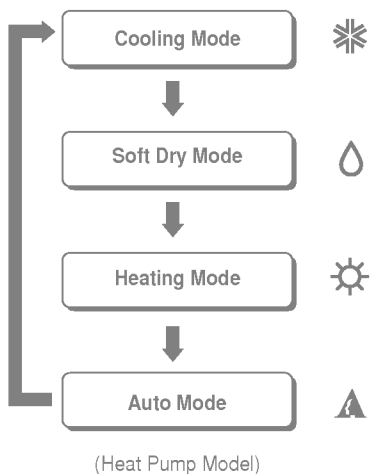 Cooling Mode
Soft Dry Mode
Heating Mode
Auto Mode
(Heat Pump Model)